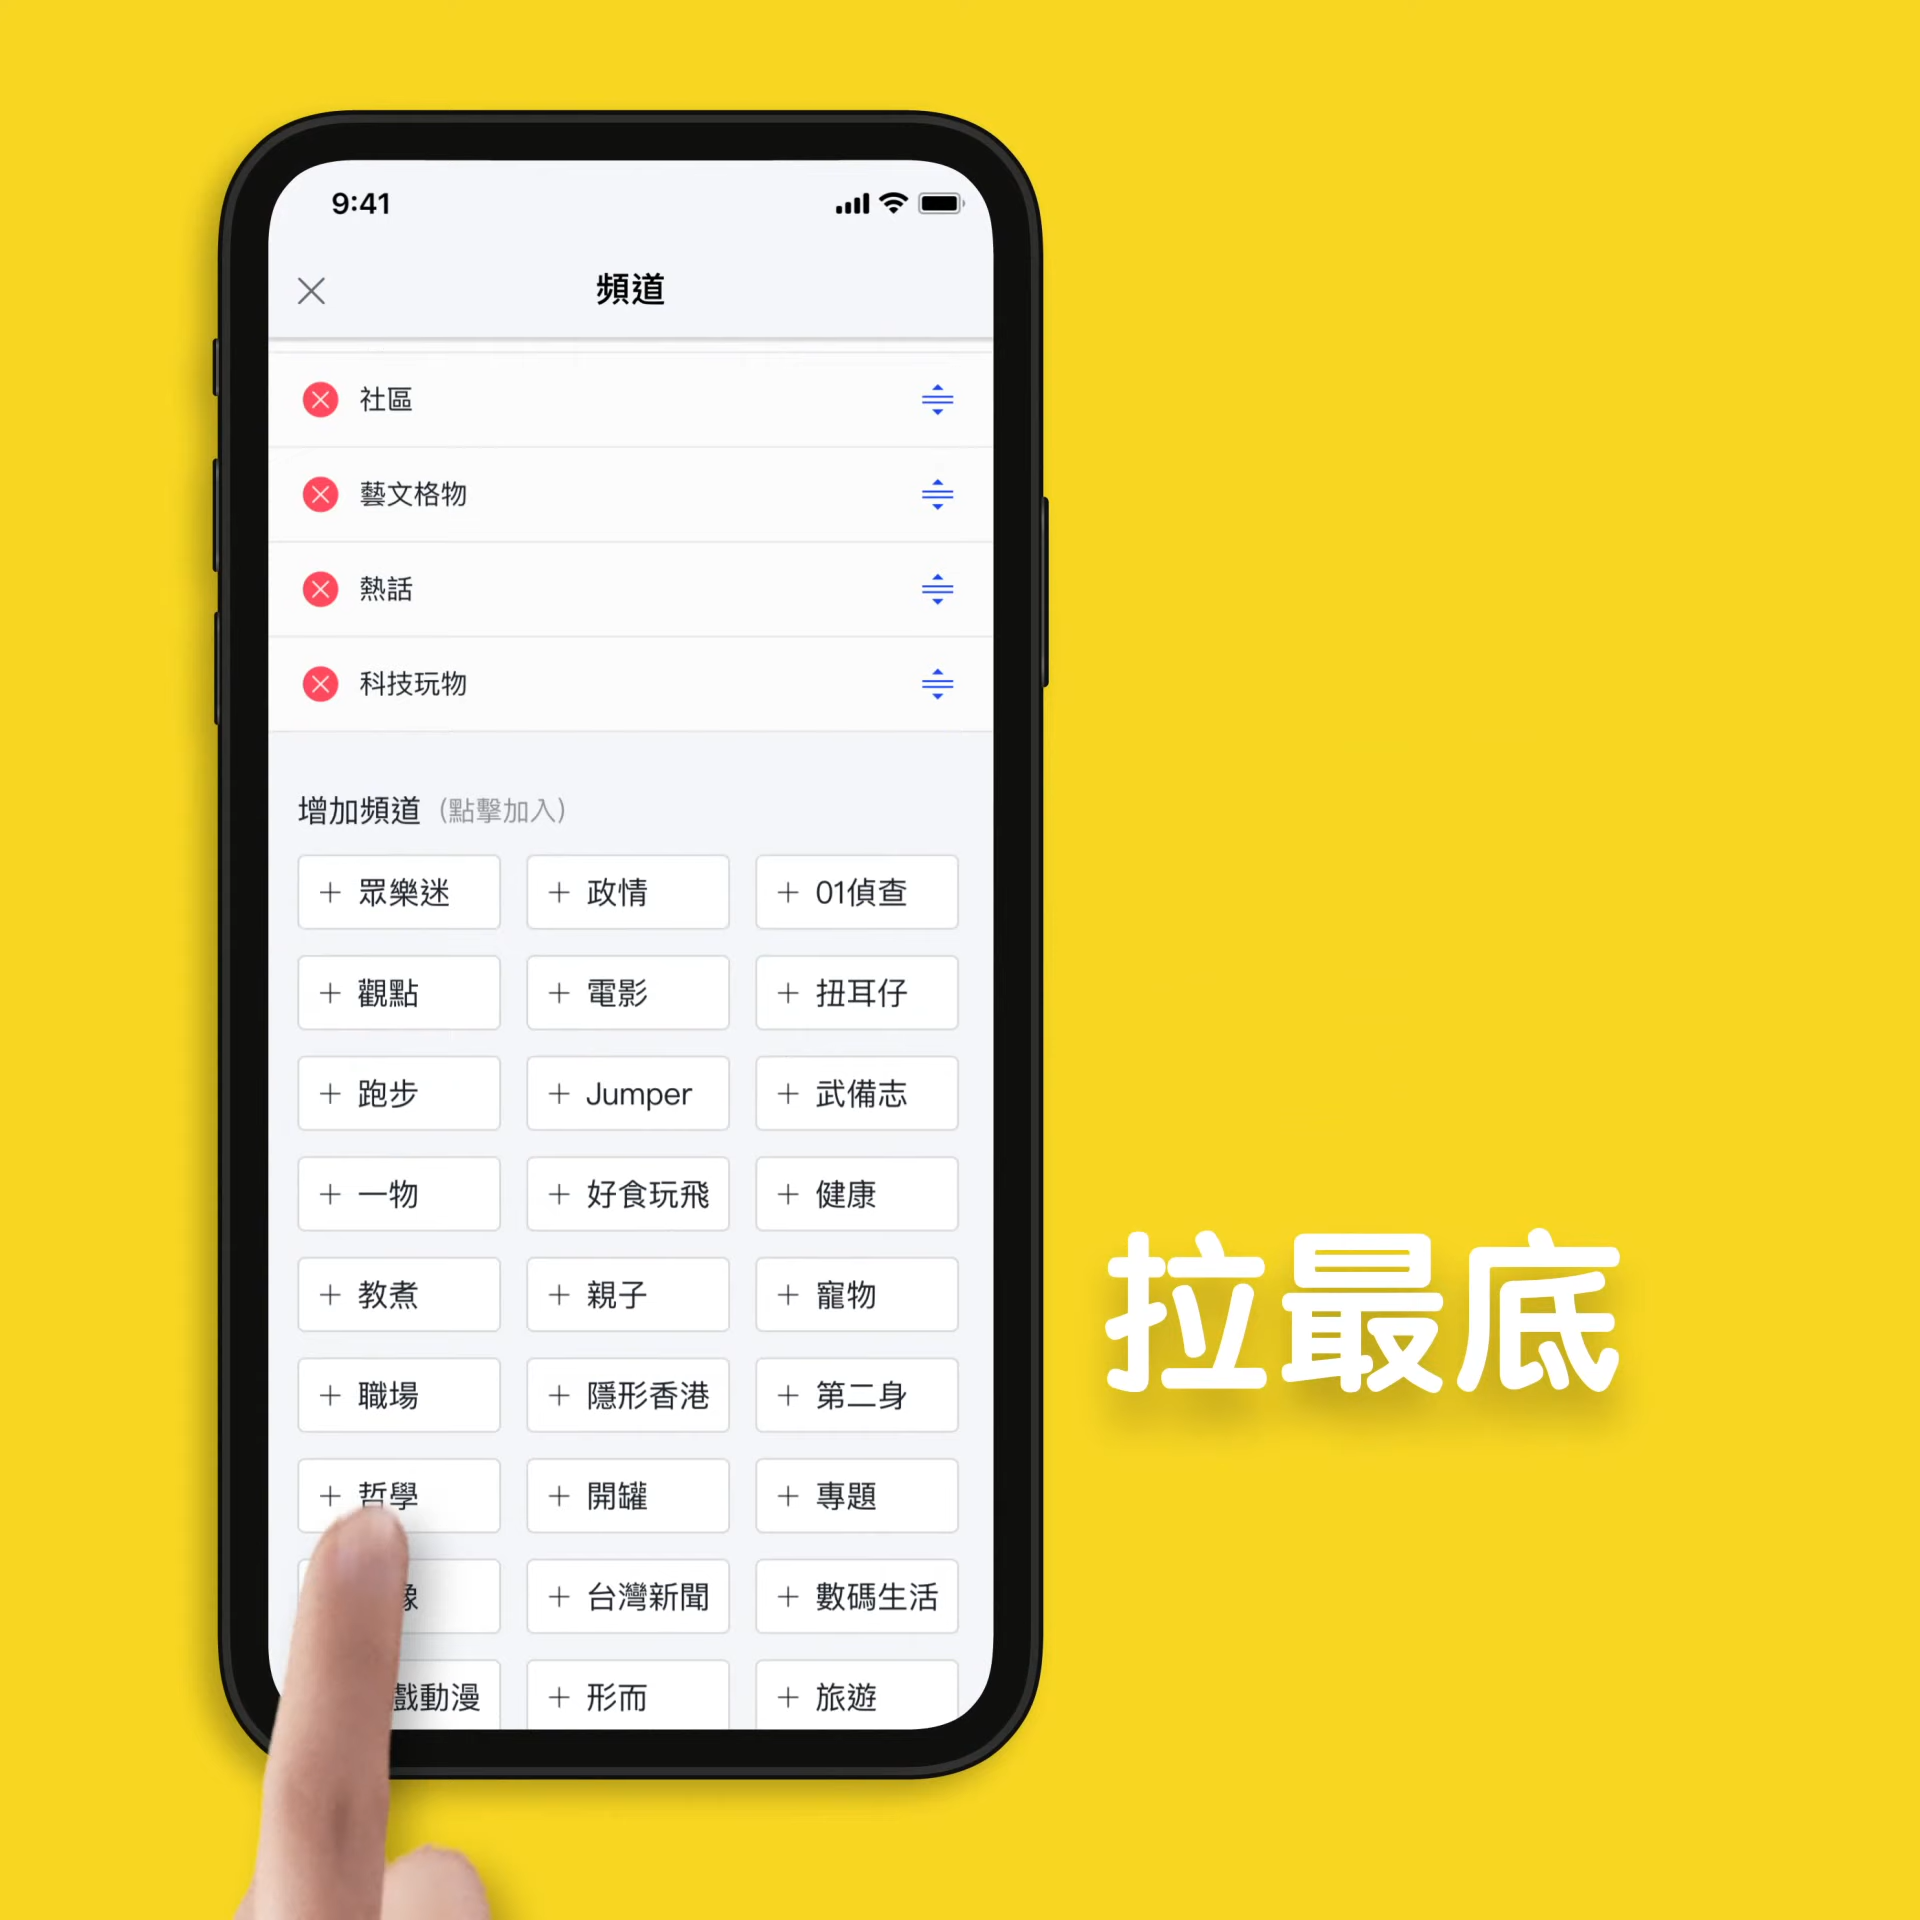 9:41
頻道
社區
藝文格物
熱話
科技玩物
增加頻道 (點擊加入)
+ 眾樂迷 + 政情 + 01偵查
+ 觀點 + 電影 + 扭耳仔
+ 跑步 + Jumper + 武備志
+ 一物 + 好食玩飛 + 健康
+ 教煮 + 親子 + 寵物
+ 職場 + 隱形香港 + 第二身
+ 哲學 + 開罐 + 專題
+ 台灣新聞 + 數碼生活
戲動漫 + 形而 + 旅遊
拉最底